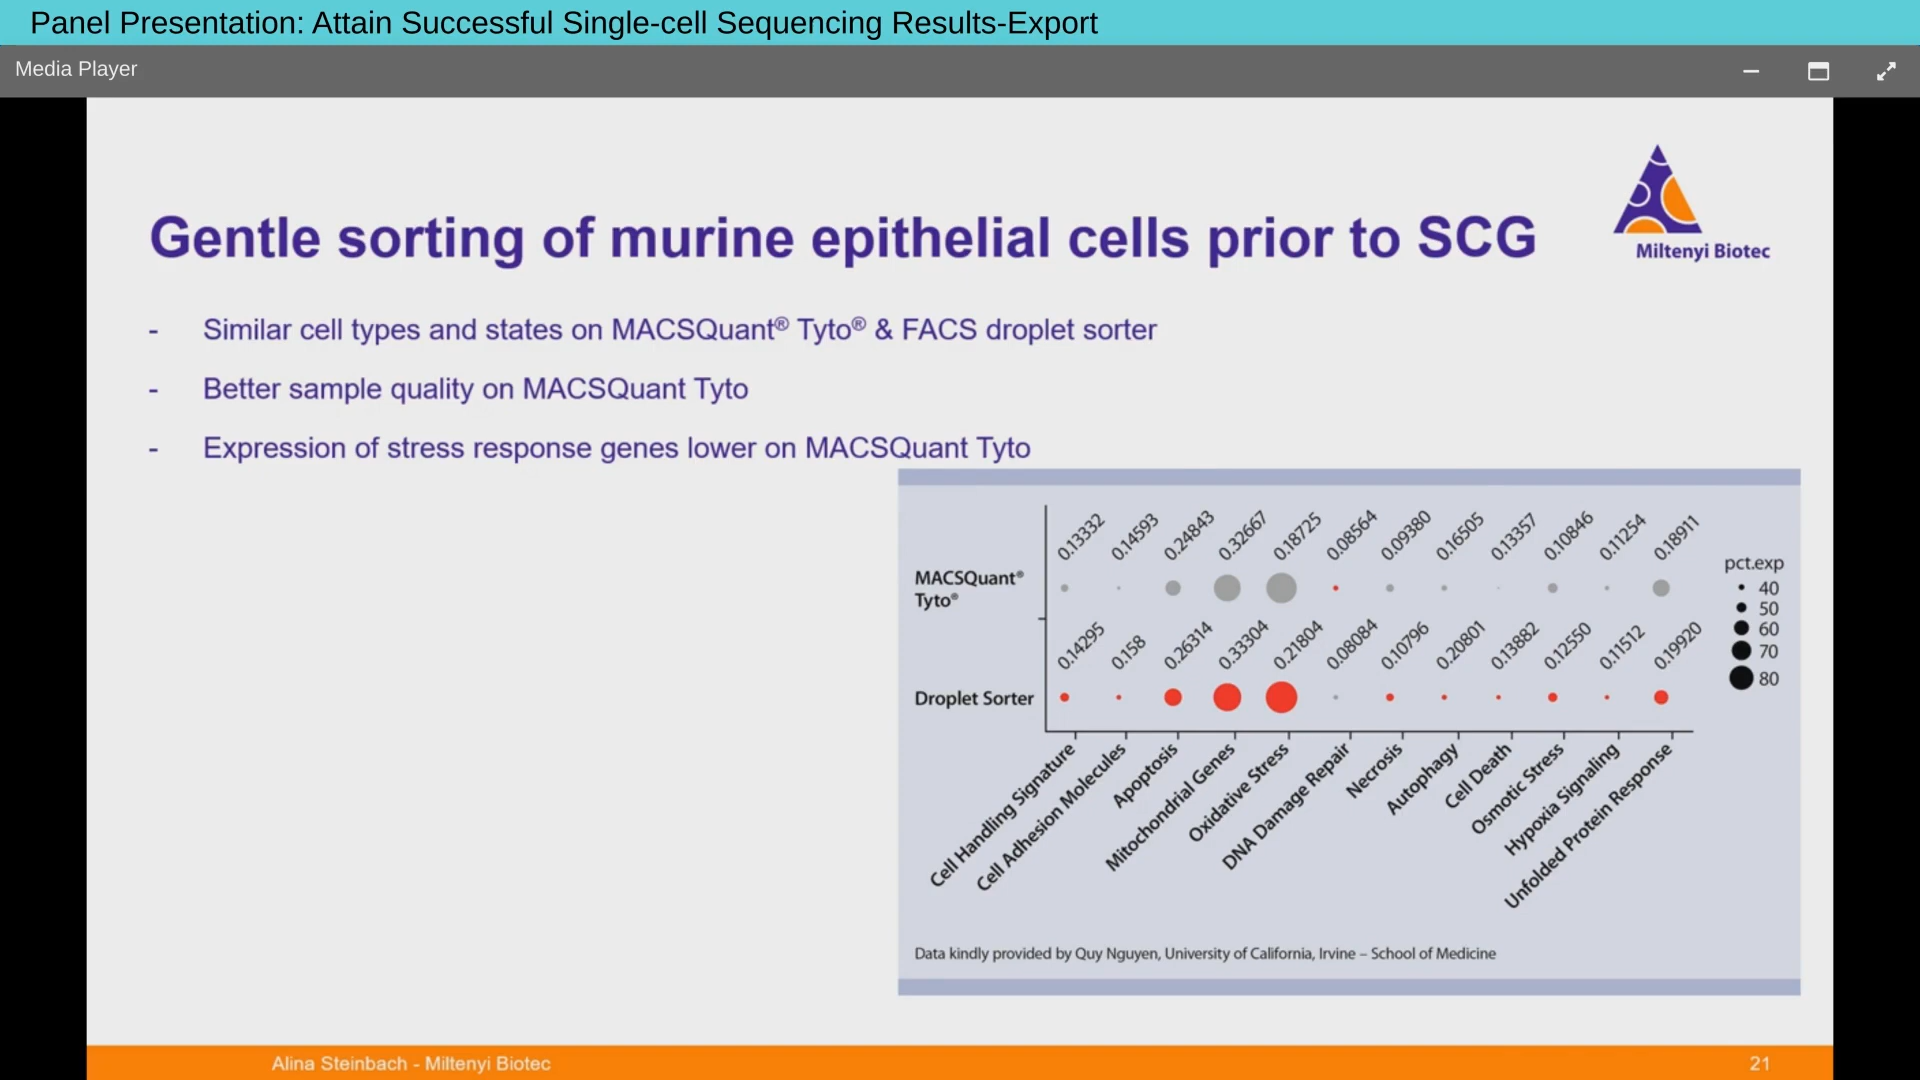 Panel Presentation: Attain Successful Single-cell Sequencing Results-Export
Media Player
Miltenyi Biotec
Gentle sorting of murine epithelial cells prior to SCG
- Similar cell types and states on MACSQuant® Tyto® & FACS droplet sorter
- Better sample quality on MACSQuant Tyto
- Expression of stress response genes lower on MACSQuant Tyto
0.13332 0.14593 0.24843 0.32667 0.18725 0.08564 0.09380 0.16505 0.13357 0.10846 0.11254 0.18911
MACSQuant®
Tyto®
0.14295 0.158 0.26314 0.33304 0.21804 0.08084 0.10796 0.20801 0.13882 0.12550 0.11512 0.19920
Droplet Sorter
pct.exp
40
50
60
70
80
Cell Handling Signature
Cell Adhesion Molecules
Apoptosis
Mitochondrial Genes
Oxidative Stress
DNA Damage Repair
Necrosis
Autophagy
Cell Death
Osmotic Stress
Hypoxia Signaling
Unfolded Protein Response
Data kindly provided by Quy Nguyen, University of California, Irvine – School of Medicine
Alina Steinbach - Miltenyi Biotec
21